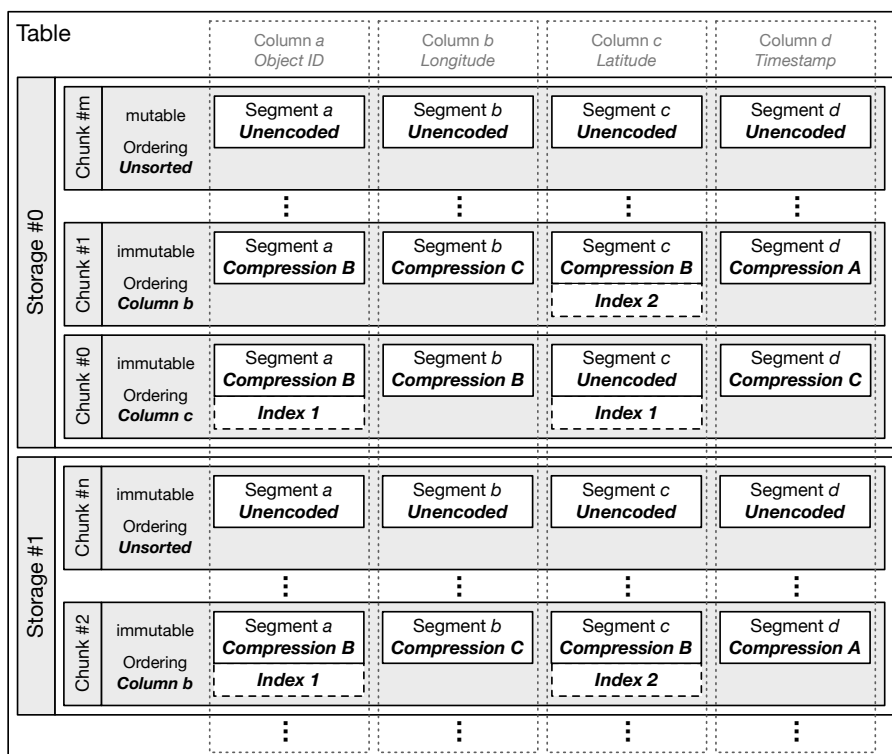 Table
Column a
Object ID
Column b
Longitude
Column c
Latitude
Column d
Timestamp
Storage #0
Chunk #m
mutable
Ordering
Unsorted
Segment a
Unencoded
Segment b
Unencoded
Segment c
Unencoded
Segment d
Unencoded
Chunk #1
immutable
Ordering
Column b
Segment a
Compression B
Segment b
Compression C
Segment c
Compression B
Index 2
Segment d
Compression A
Chunk #0
immutable
Ordering
Column c
Segment a
Compression B
Index 1
Segment b
Compression B
Segment c
Unencoded
Index 1
Segment d
Compression C
Storage #1
Chunk #n
immutable
Ordering
Unsorted
Segment a
Unencoded
Segment b
Unencoded
Segment c
Unencoded
Segment d
Unencoded
Chunk #2
immutable
Ordering
Column b
Segment a
Compression B
Index 1
Segment b
Compression C
Segment c
Compression B
Index 2
Segment d
Compression A